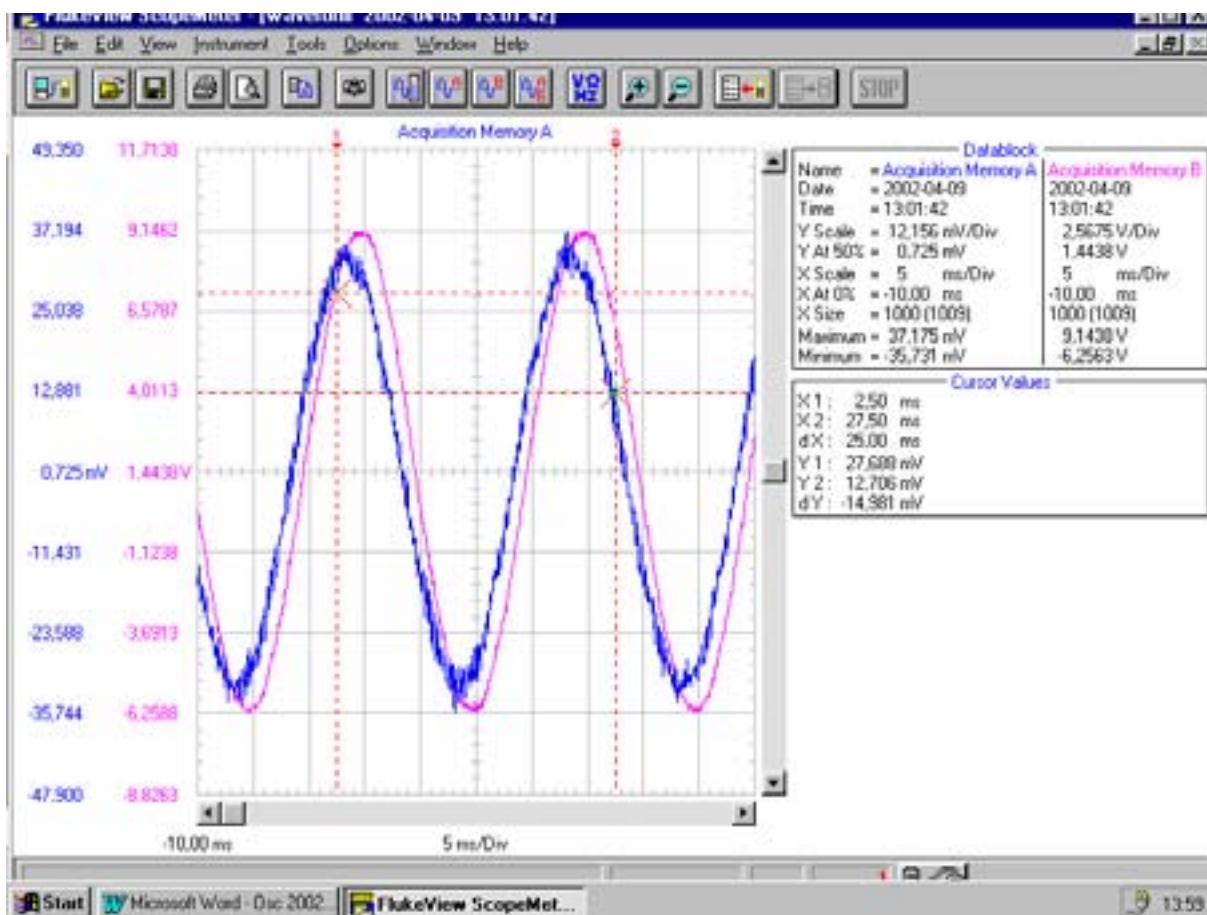 FlukeView ScopeMeter - [Waveform 2002-04-09 13:01:42]
File Edit View Instrument Tools Options Window Help
STOP
Acquisition Memory A
49,350 11,7138
37,194 9,1462
25,038 6,5787
12,881 4,0113
0,725 mV 1,4438 V
-11,431 -1,1238
-23,588 -3,6913
-35,744 -6,2588
-47,900 -8,8263
-10,00 ms 5 ms/Div
Datablock
Name = Acquisition Memory A Acquisition Memory B
Date = 2002-04-09 2002-04-09
Time = 13:01:42 13:01:42
Y Scale = 12,156 mV/Div 2,5675 V/Div
Y At 50% = 0,725 mV 1,4438 V
X Scale = 5 ms/Div 5 ms/Div
X At 0% = -10,00 ms -10,00 ms
X Size = 1000 (1009) 1000 (1009)
Maximum = 37,175 mV 9,1438 V
Minimum = -35,731 mV -6,2563 V
Cursor Values
X1 : 2,50 ms
X2 : 27,50 ms
dX : 25,00 ms
Y1 : 27,688 mV
Y2 : 12,706 mV
dY : -14,981 mV
Start Microsoft Word - Osc 2002... FlukeView ScopeMet... 13:59